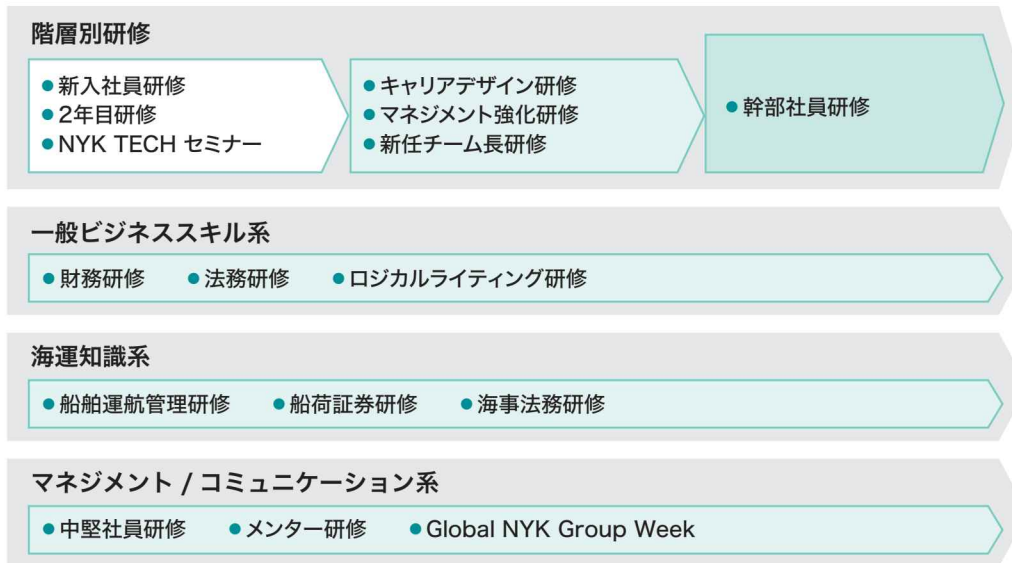 階層別研修
●新入社員研修
●2年目研修
●NYK TECH セミナー
●キャリアデザイン研修
●マネジメント強化研修
●新任チーム長研修
●幹部社員研修
一般ビジネススキル系
●財務研修 ●法務研修 ●ロジカルライティング研修
海運知識系
●船舶運航管理研修 ●船荷証券研修 ●海事法務研修
マネジメント / コミュニケーション系
●中堅社員研修 ●メンター研修 ●Global NYK Group Week